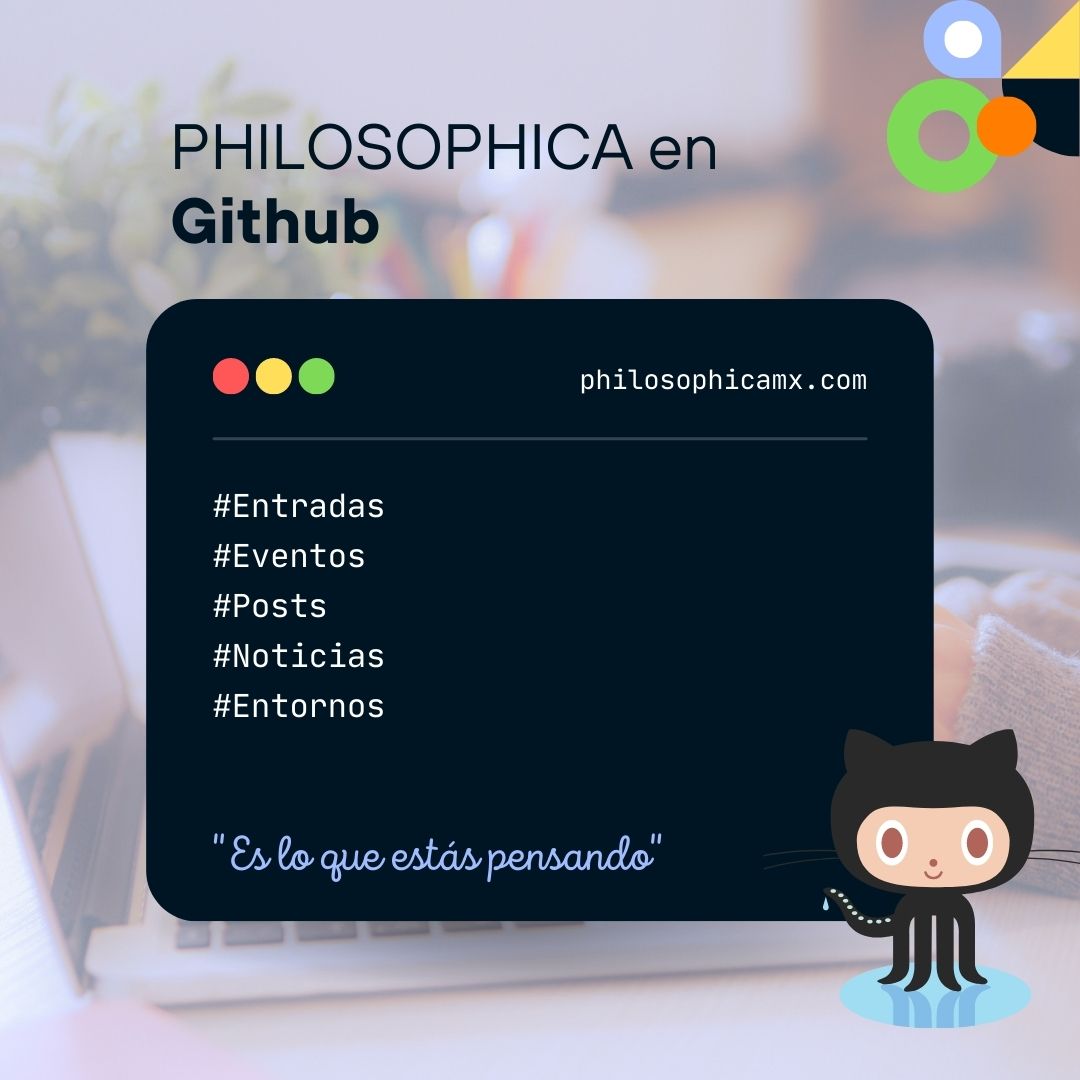 PHILOSOPHICA en
Github
philosophicamx.com
#Entradas
#Eventos
#Posts
#Noticias
#Entornos
"Es lo que estás pensando"